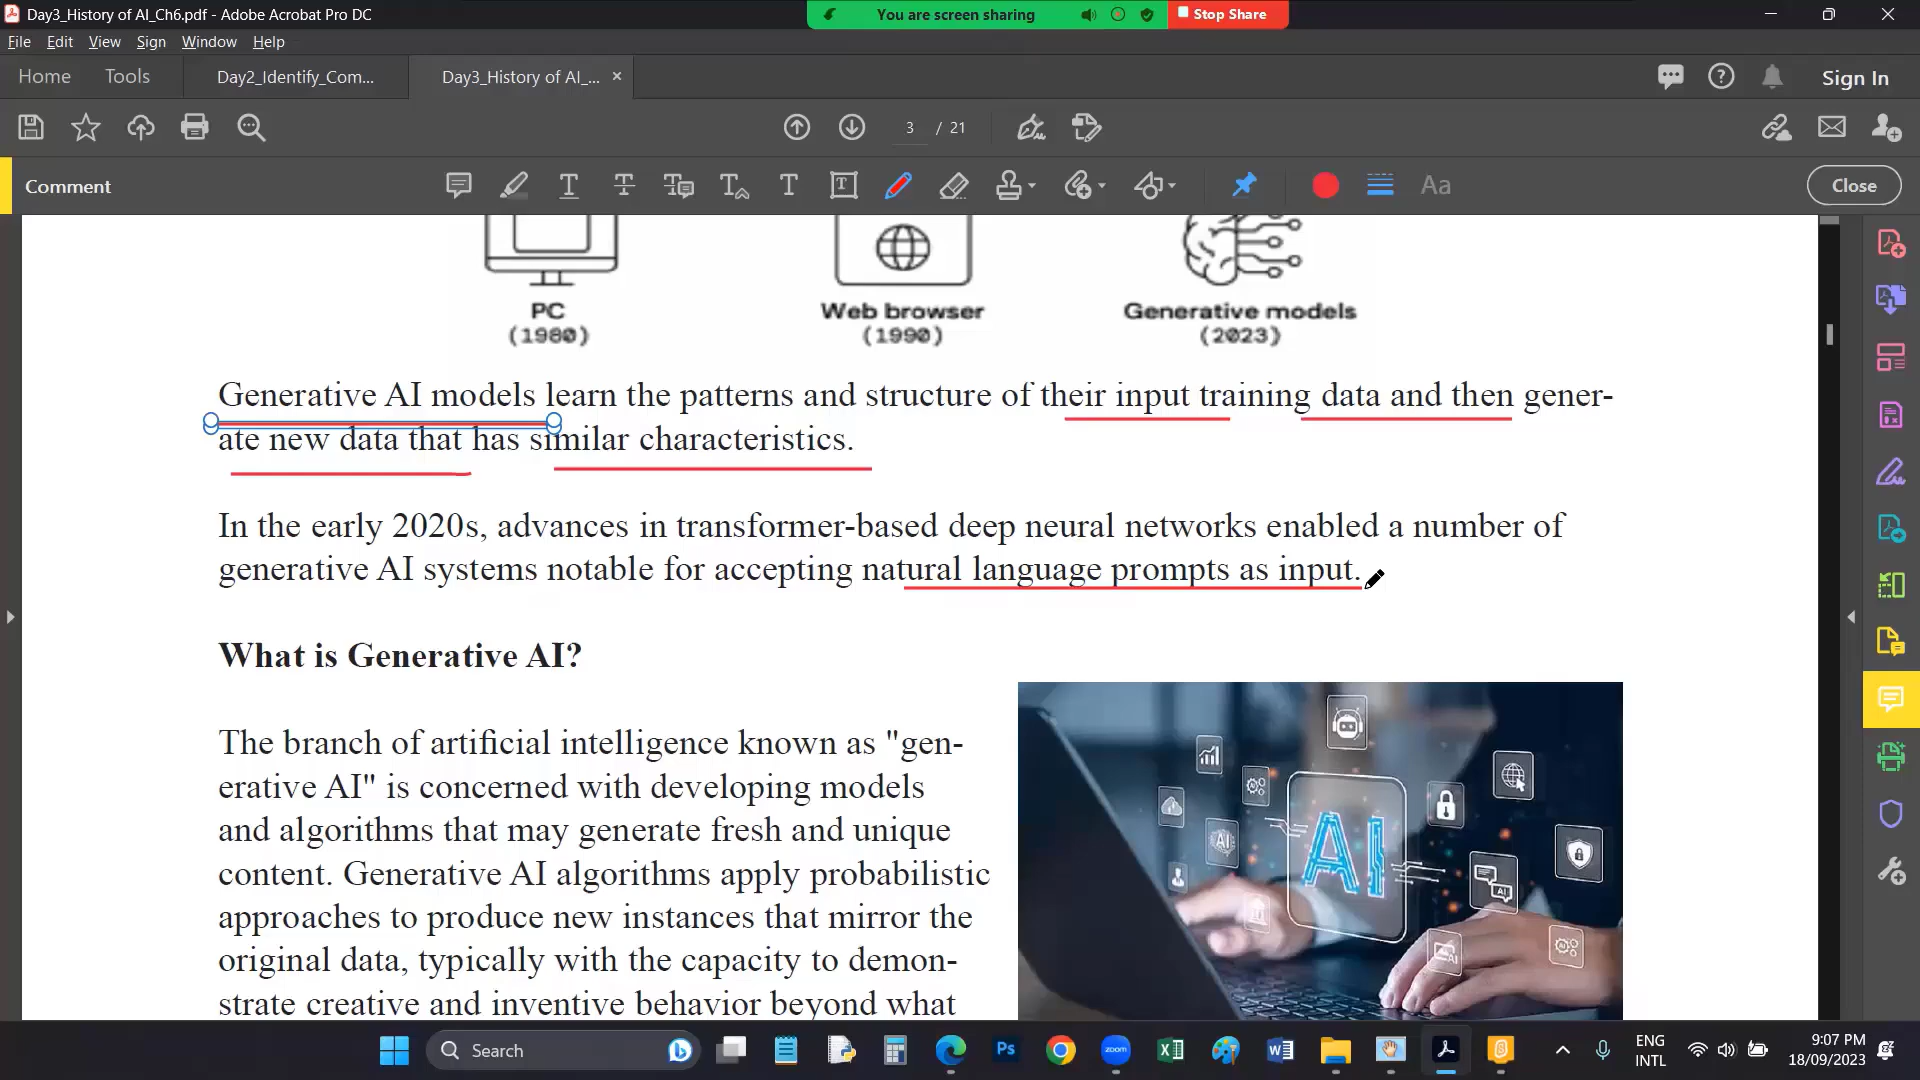 Day3_History of AI_Ch6.pdf - Adobe Acrobat Pro DC
You are screen sharing
Stop Share
File Edit View Sign Window Help
Home Tools Day2_Identify_Com... Day3_History of AI_... × Sign In
3 / 21
Comment
Aa
Close
PC Web browser Generative models
(1980) (1990) (2023)
Generative AI models learn the patterns and structure of their input training data and then gener-
ate new data that has similar characteristics.
In the early 2020s, advances in transformer-based deep neural networks enabled a number of
generative AI systems notable for accepting natural language prompts as input.
What is Generative AI?
The branch of artificial intelligence known as "gen-
erative AI" is concerned with developing models
and algorithms that may generate fresh and unique
content. Generative AI algorithms apply probabilistic
approaches to produce new instances that mirror the
original data, typically with the capacity to demon-
strate creative and inventive behavior beyond what
AI
AI
AI
AI
Search
Ps
zoom
ENG
INTL
9:07 PM
18/09/2023